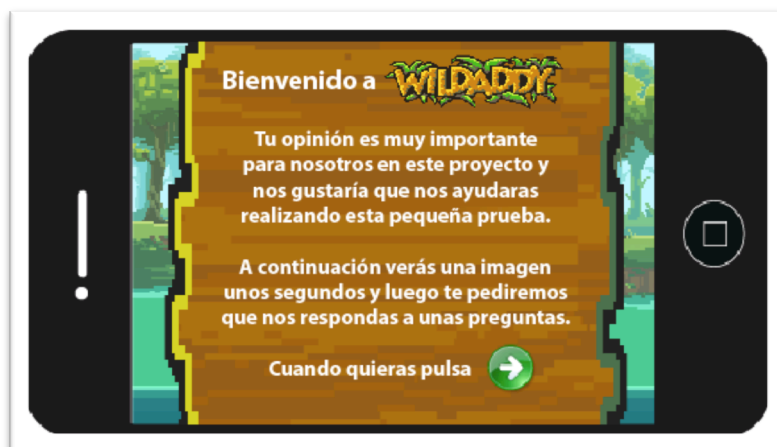 Bienvenido a WILDADDY
Tu opinión es muy importante
para nosotros en este proyecto y
nos gustaría que nos ayudaras
realizando esta pequeña prueba.
A continuación verás una imagen
unos segundos y luego te pediremos
que nos respondas a unas preguntas.
Cuando quieras pulsa